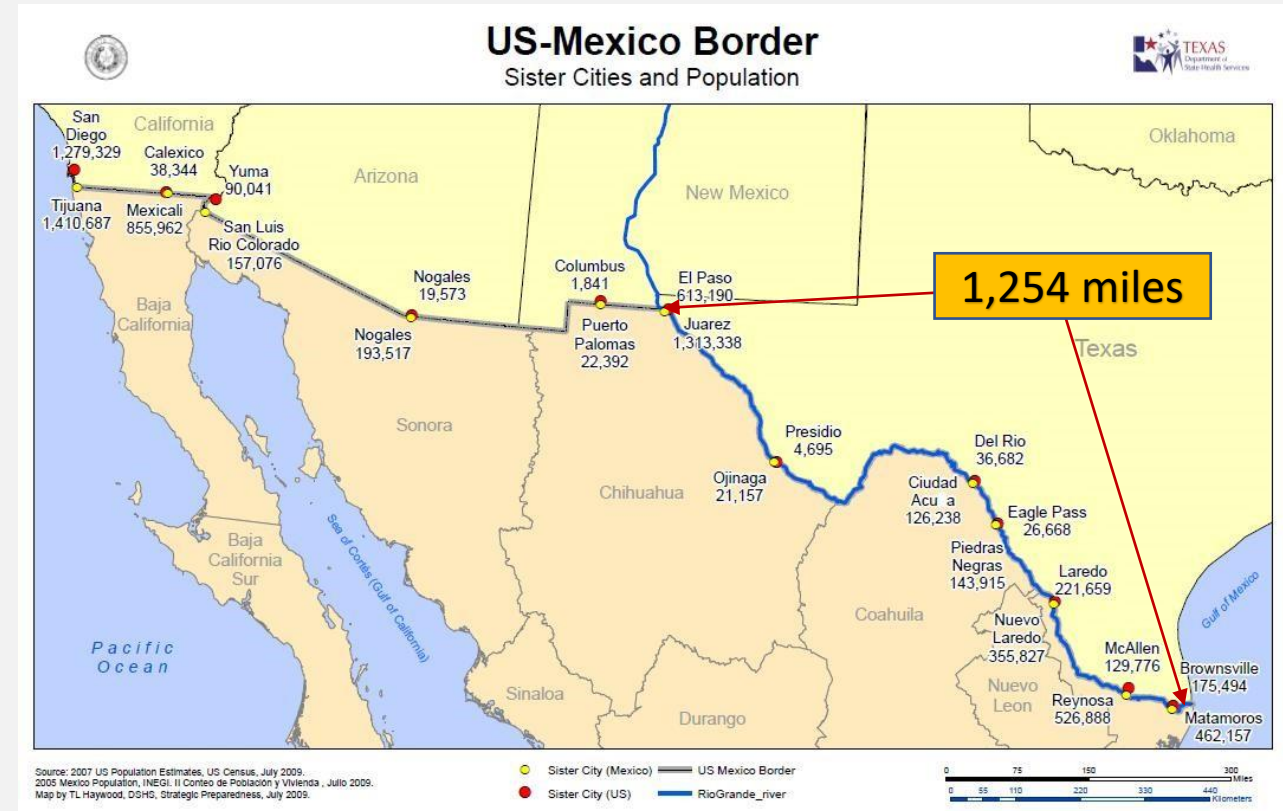 US-Mexico Border
Sister Cities and Population
TEXAS
Department of
State Health Services
San
Diego
1,279,329
California
Calexico
38,344
Yuma
90,041
Arizona
New Mexico
Oklahoma
Tijuana
1,410,687
Mexicali
855,962
San Luis
Rio Colorado
157,076
Nogales
19,573
Columbus
1,841
El Paso
613,190
1,254 miles
Baja
California
Nogales
193,517
Puerto
Palomas
22,392
Juarez
1,313,338
Texas
Sonora
Chihuahua
Presidio
4,695
Ojinaga
21,157
Del Rio
36,682
Ciudad
Acu a
126,238
Eagle Pass
26,668
Piedras
Negras
143,915
Baja
California
Sur
Sea of Cortés (Gulf of California)
Laredo
221,659
Gulf of Mexico
Coahuila
Nuevo
Laredo
355,827
Pacific
Ocean
McAllen
129,776
Brownsville
175,494
Sinaloa
Durango
Nuevo
Leon
Reynosa
526,888
Matamoros
462,157
Source: 2007 US Population Estimates, US Census, July 2009.
2005 Mexico Population, INEGI. II Conteo de Población y Vivienda , Julio 2009.
Map by TL Haywood, DSHS, Strategic Preparedness, July 2009.
Sister City (Mexico)
US Mexico Border
Sister City (US)
RioGrande_river
0 75 150 300
Miles
0 55 110 220 330 440
Kilometers